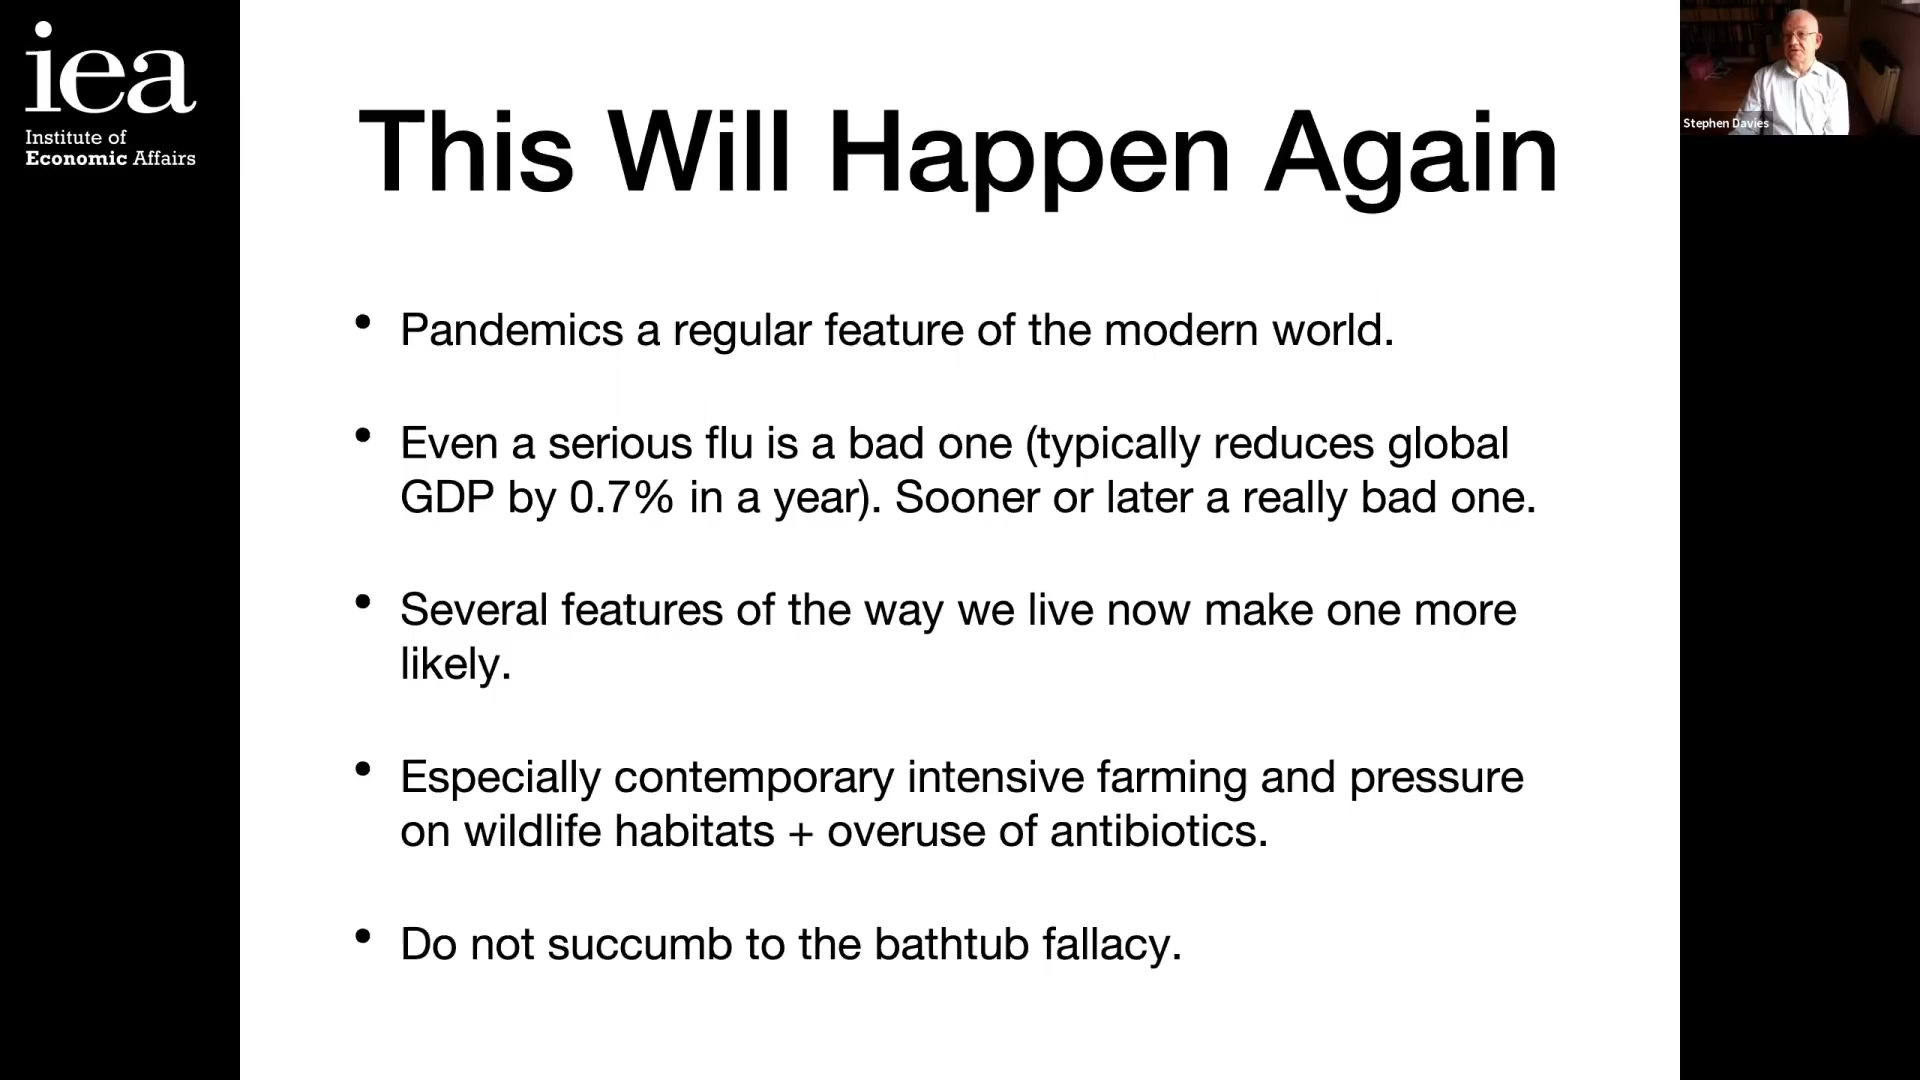 iea
Institute of
Economic Affairs
This Will Happen Again
• Pandemics a regular feature of the modern world.
• Even a serious flu is a bad one (typically reduces global
GDP by 0.7% in a year). Sooner or later a really bad one.
• Several features of the way we live now make one more
likely.
• Especially contemporary intensive farming and pressure
on wildlife habitats + overuse of antibiotics.
• Do not succumb to the bathtub fallacy.
Stephen Davies